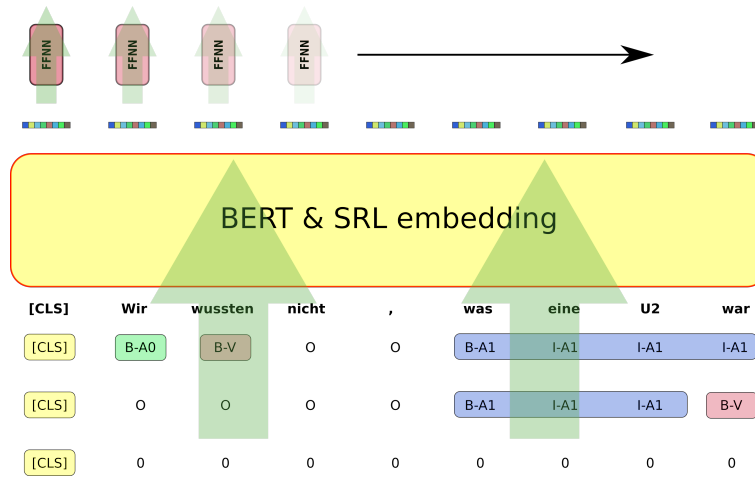 FFNN FFNN FFNN FFNN
BERT & SRL embedding
[CLS] Wir wussten nicht , was eine U2 war
[CLS] B-A0 B-V O O B-A1 I-A1 I-A1 I-A1
[CLS] O O O O B-A1 I-A1 I-A1 B-V
[CLS] 0 0 0 0 0 0 0 0